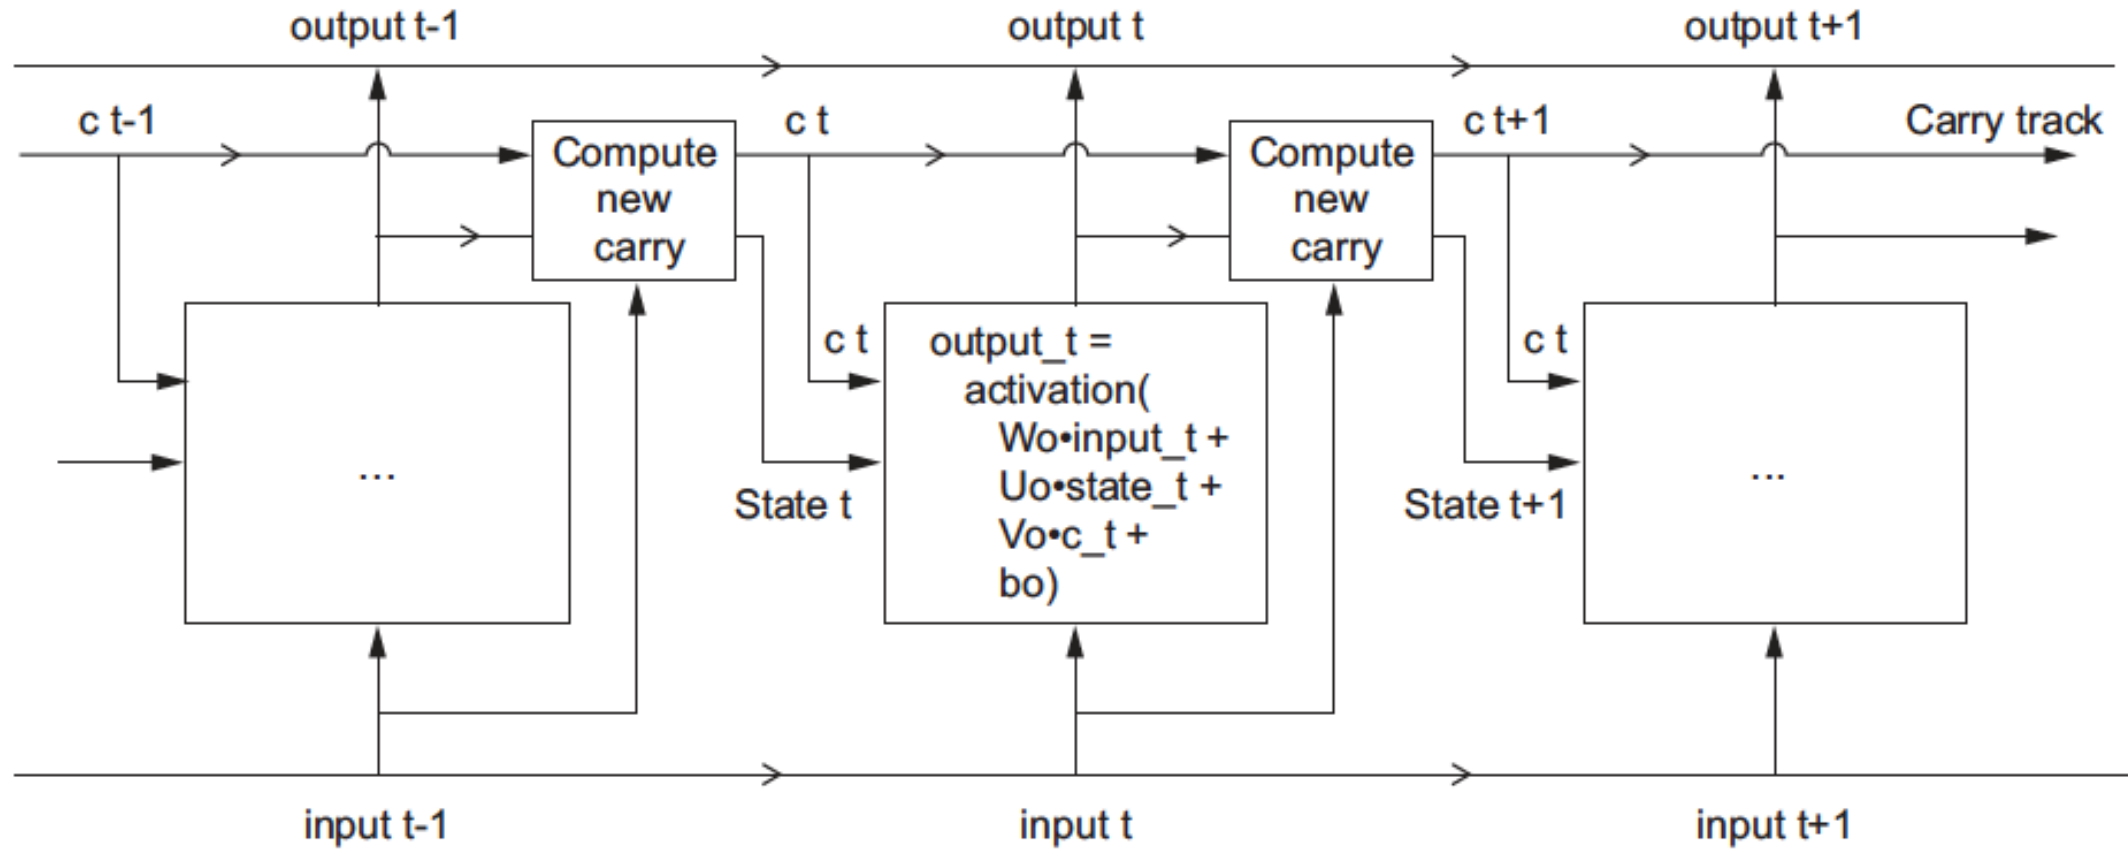 output t-1
output t
output t+1
c t-1
Compute
new
carry
c t
Compute
new
carry
c t+1
Carry track
...
c t
State t
output_t =
activation(
Wo•input_t +
Uo•state_t +
Vo•c_t +
bo)
c t
State t+1
...
input t-1
input t
input t+1